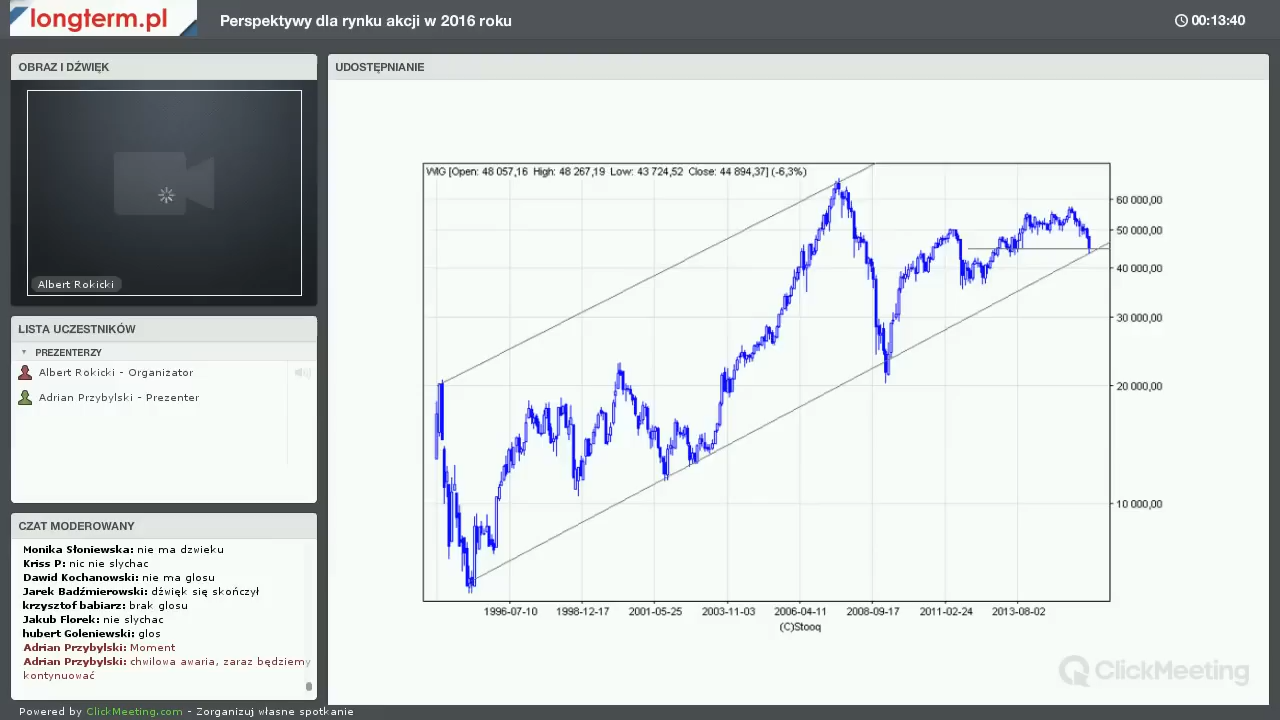 longterm.pl
Perspektywy dla rynku akcji w 2016 roku
00:13:40
OBRAZ I DŹWIĘK
Albert Rokicki
LISTA UCZESTNIKÓW
PREZENTERZY
Albert Rokicki - Organizator
Adrian Przybylski - Prezenter
CZAT MODEROWANY
Monika Słoniewska: nie ma dzwieku
Kriss P: nic nie slychac
Dawid Kochanowski: nie ma glosu
Jarek Badźmierowski: dźwięk się skończył
krzysztof babiarz: brak glosu
Jakub Florek: nie slychac
hubert Goleniewski: glos
Adrian Przybylski: Moment
Adrian Przybylski: chwilowa awaria, zaraz będziemy
kontynuować
UDOSTĘPNIANIE
WIG [Open: 48 057,16 High: 48 267,19 Low: 43 724,52 Close: 44 894,37] (-6,3%)
60 000,00
50 000,00
40 000,00
30 000,00
20 000,00
10 000,00
1996-07-10 1998-12-17 2001-05-25 2003-11-03 2006-04-11 2008-09-17 2011-02-24 2013-08-02
(C)Stooq
ClickMeeting
Powered by ClickMeeting.com - Zorganizuj własne spotkanie